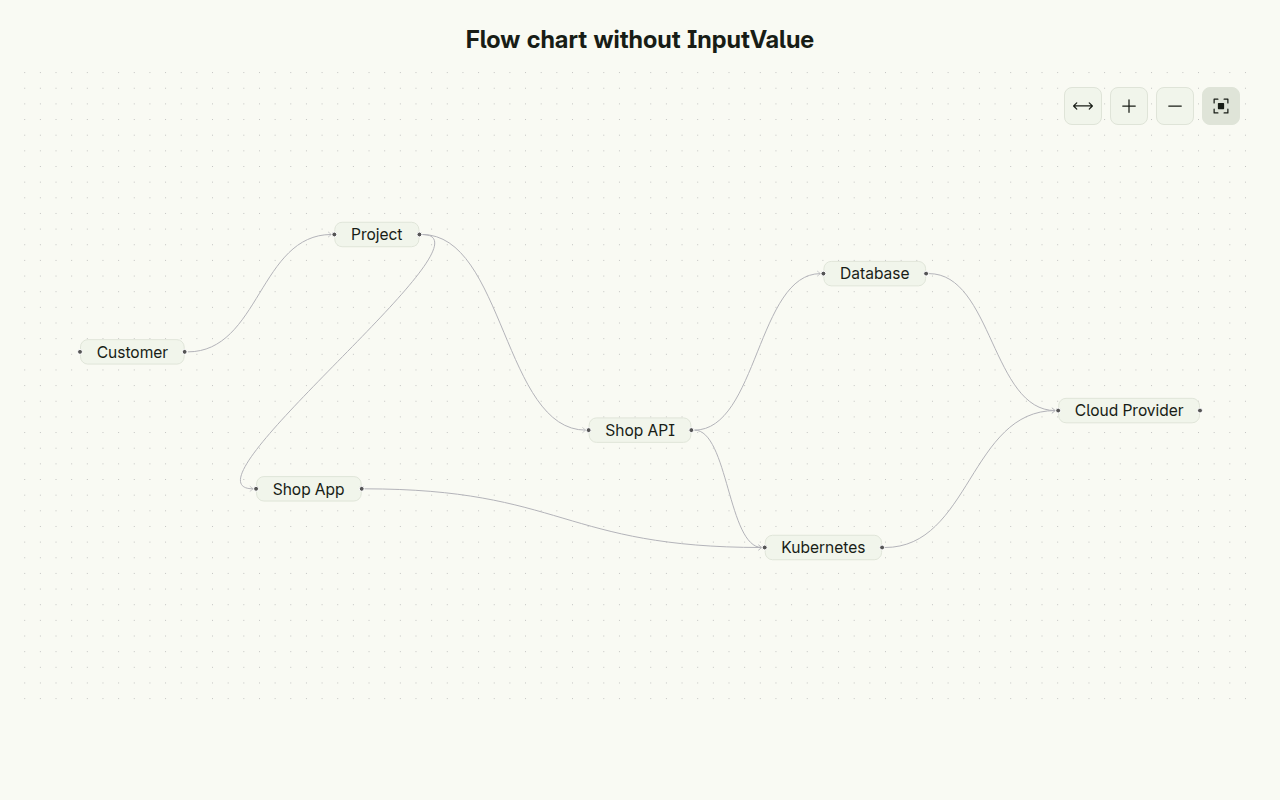 Flow chart without InputValue
Project
Database
Customer
Cloud Provider
Shop API
Shop App
Kubernetes